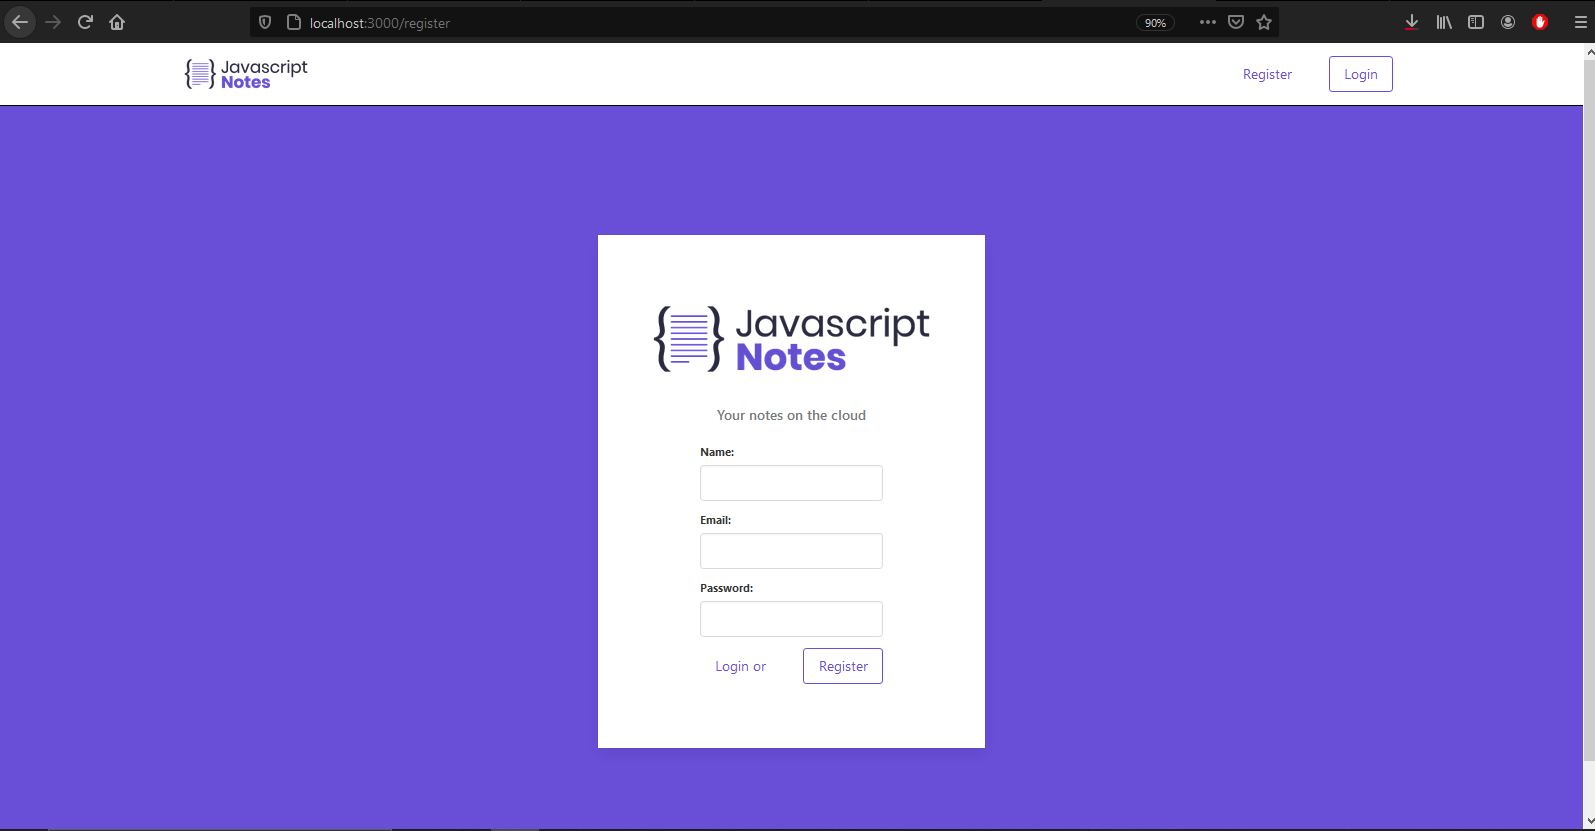 localhost:3000/register
90%
Javascript
Notes
Register
Login
Javascript
Notes
Your notes on the cloud
Name:
Email:
Password:
Login or
Register